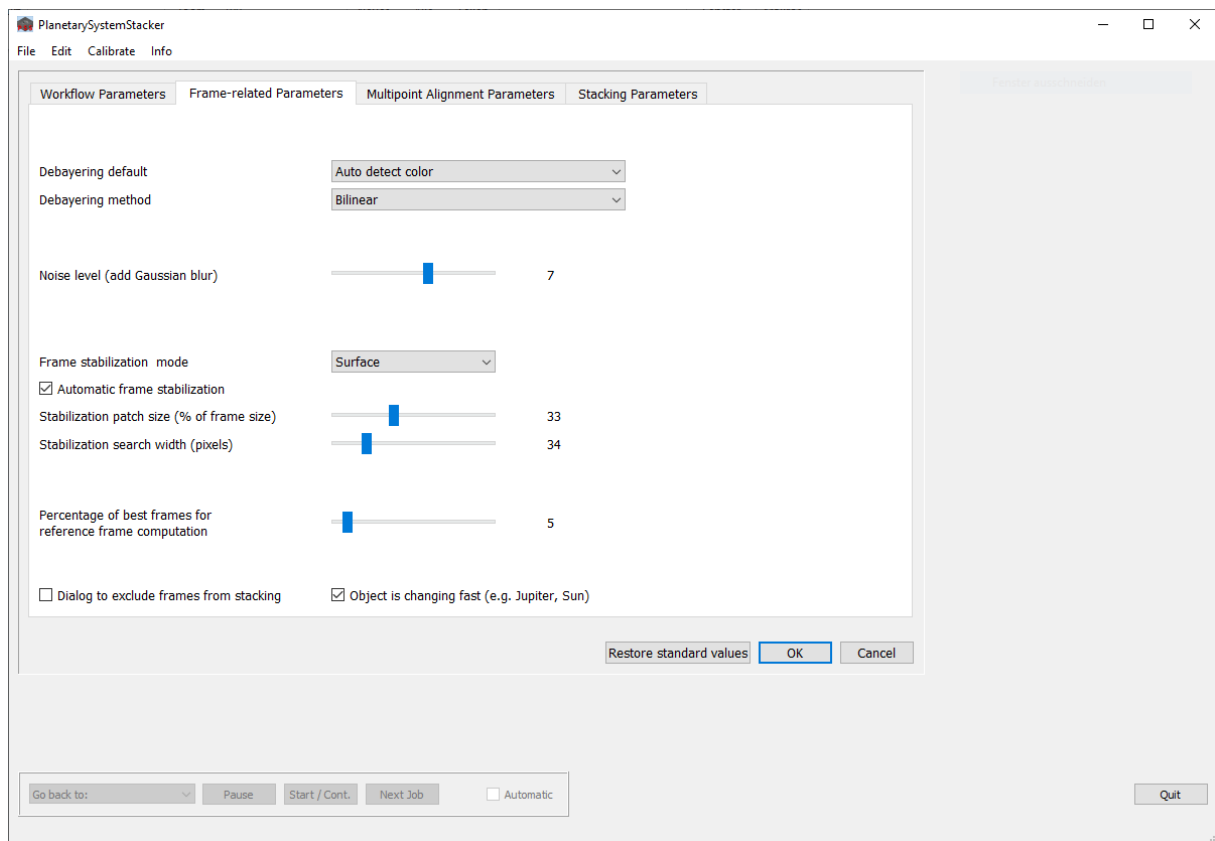 PlanetarySystemStacker
File Edit Calibrate Info
Workflow Parameters Frame-related Parameters Multipoint Alignment Parameters Stacking Parameters
Debayering default Auto detect color
Debayering method Bilinear
Noise level (add Gaussian blur) 7
Frame stabilization mode Surface
Automatic frame stabilization
Stabilization patch size (% of frame size) 33
Stabilization search width (pixels) 34
Percentage of best frames for
reference frame computation 5
Dialog to exclude frames from stacking Object is changing fast (e.g. Jupiter, Sun)
Restore standard values OK Cancel
Go back to: Pause Start / Cont. Next Job Automatic Quit